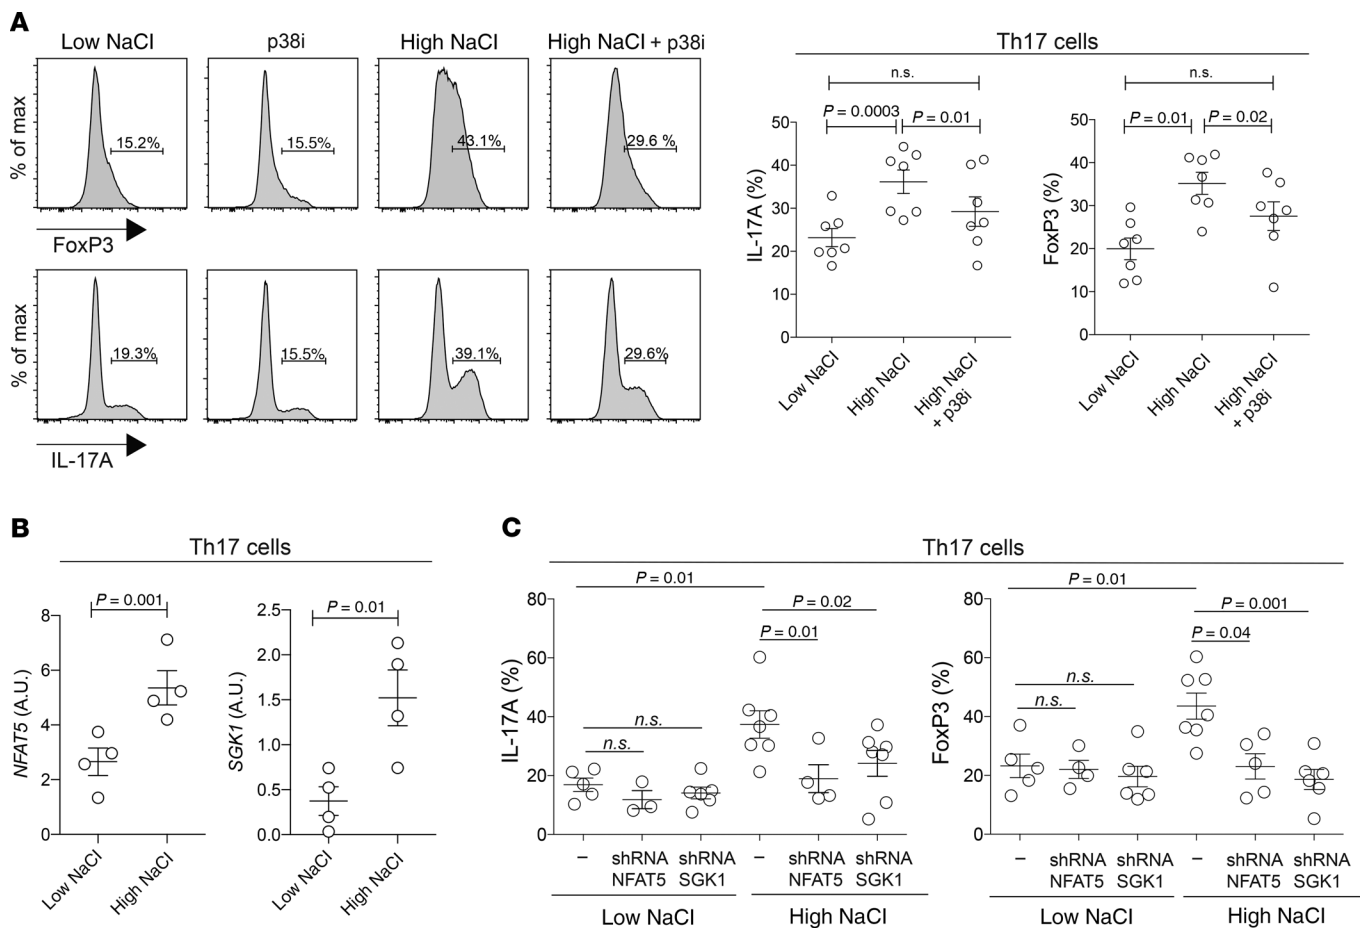 A
Low NaCl
p38i
High NaCl
High NaCl + p38i
% of max
15.2%
15.5%
43.1%
29.6 %
FoxP3
% of max
19.3%
15.5%
39.1%
29.6%
IL-17A
Th17 cells
n.s.
P = 0.0003
P = 0.01
IL-17A (%)
50
40
30
20
10
0
Low NaCl
High NaCl
High NaCl
+ p38i
n.s.
P = 0.01
P = 0.02
FoxP3 (%)
50
40
30
20
10
0
Low NaCl
High NaCl
High NaCl
+ p38i
B
Th17 cells
P = 0.001
NFAT5 (A.U.)
8
6
4
2
0
Low NaCl
High NaCl
P = 0.01
SGK1 (A.U.)
2.5
2.0
1.5
1.0
0.5
0.0
Low NaCl
High NaCl
C
Th17 cells
P = 0.01
P = 0.02
P = 0.01
n.s.
n.s.
IL-17A (%)
80
60
40
20
0
–
shRNA
NFAT5
shRNA
SGK1
–
shRNA
NFAT5
shRNA
SGK1
Low NaCl
High NaCl
P = 0.01
P = 0.001
P = 0.04
n.s.
n.s.
FoxP3 (%)
80
60
40
20
0
–
shRNA
NFAT5
shRNA
SGK1
–
shRNA
NFAT5
shRNA
SGK1
Low NaCl
High NaCl